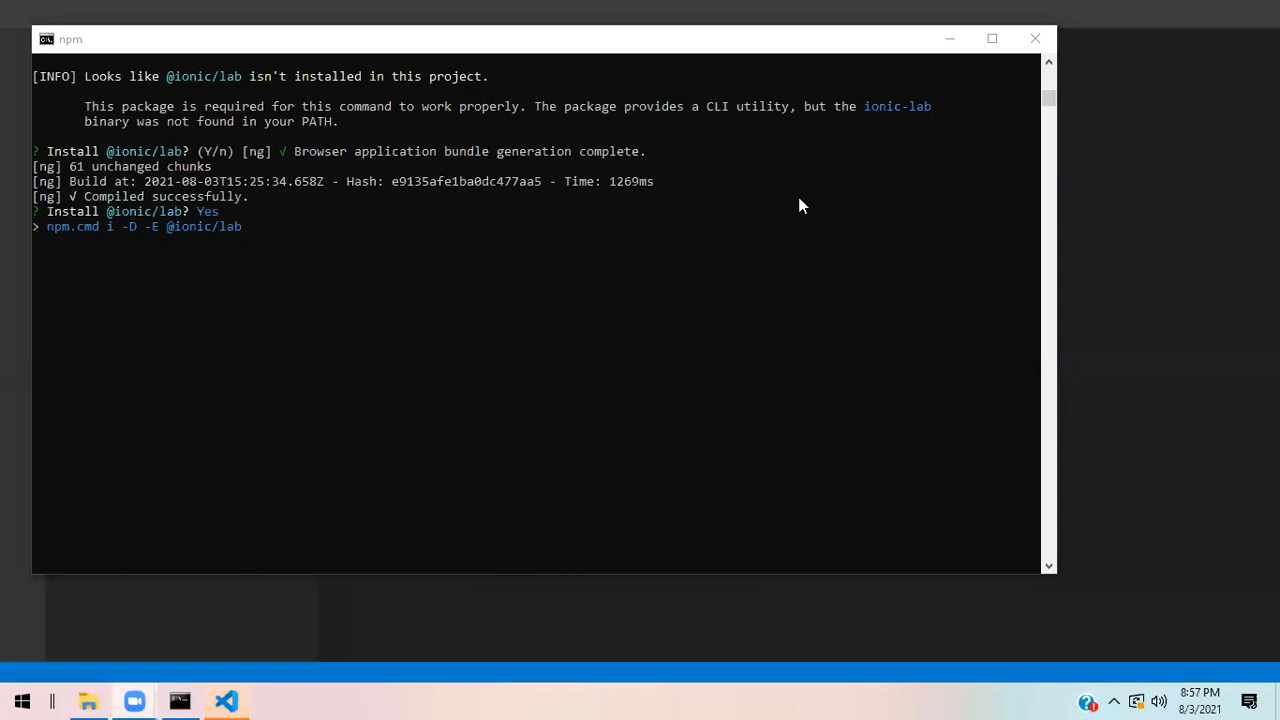 npm
[INFO] Looks like @ionic/lab isn't installed in this project.
This package is required for this command to work properly. The package provides a CLI utility, but the ionic-lab
binary was not found in your PATH.
? Install @ionic/lab? (Y/n) [ng] √ Browser application bundle generation complete.
[ng] 61 unchanged chunks
[ng] Build at: 2021-08-03T15:25:34.658Z - Hash: e9135afe1ba0dc477aa5 - Time: 1269ms
[ng] √ Compiled successfully.
? Install @ionic/lab? Yes
> npm.cmd i -D -E @ionic/lab
8:57 PM
8/3/2021